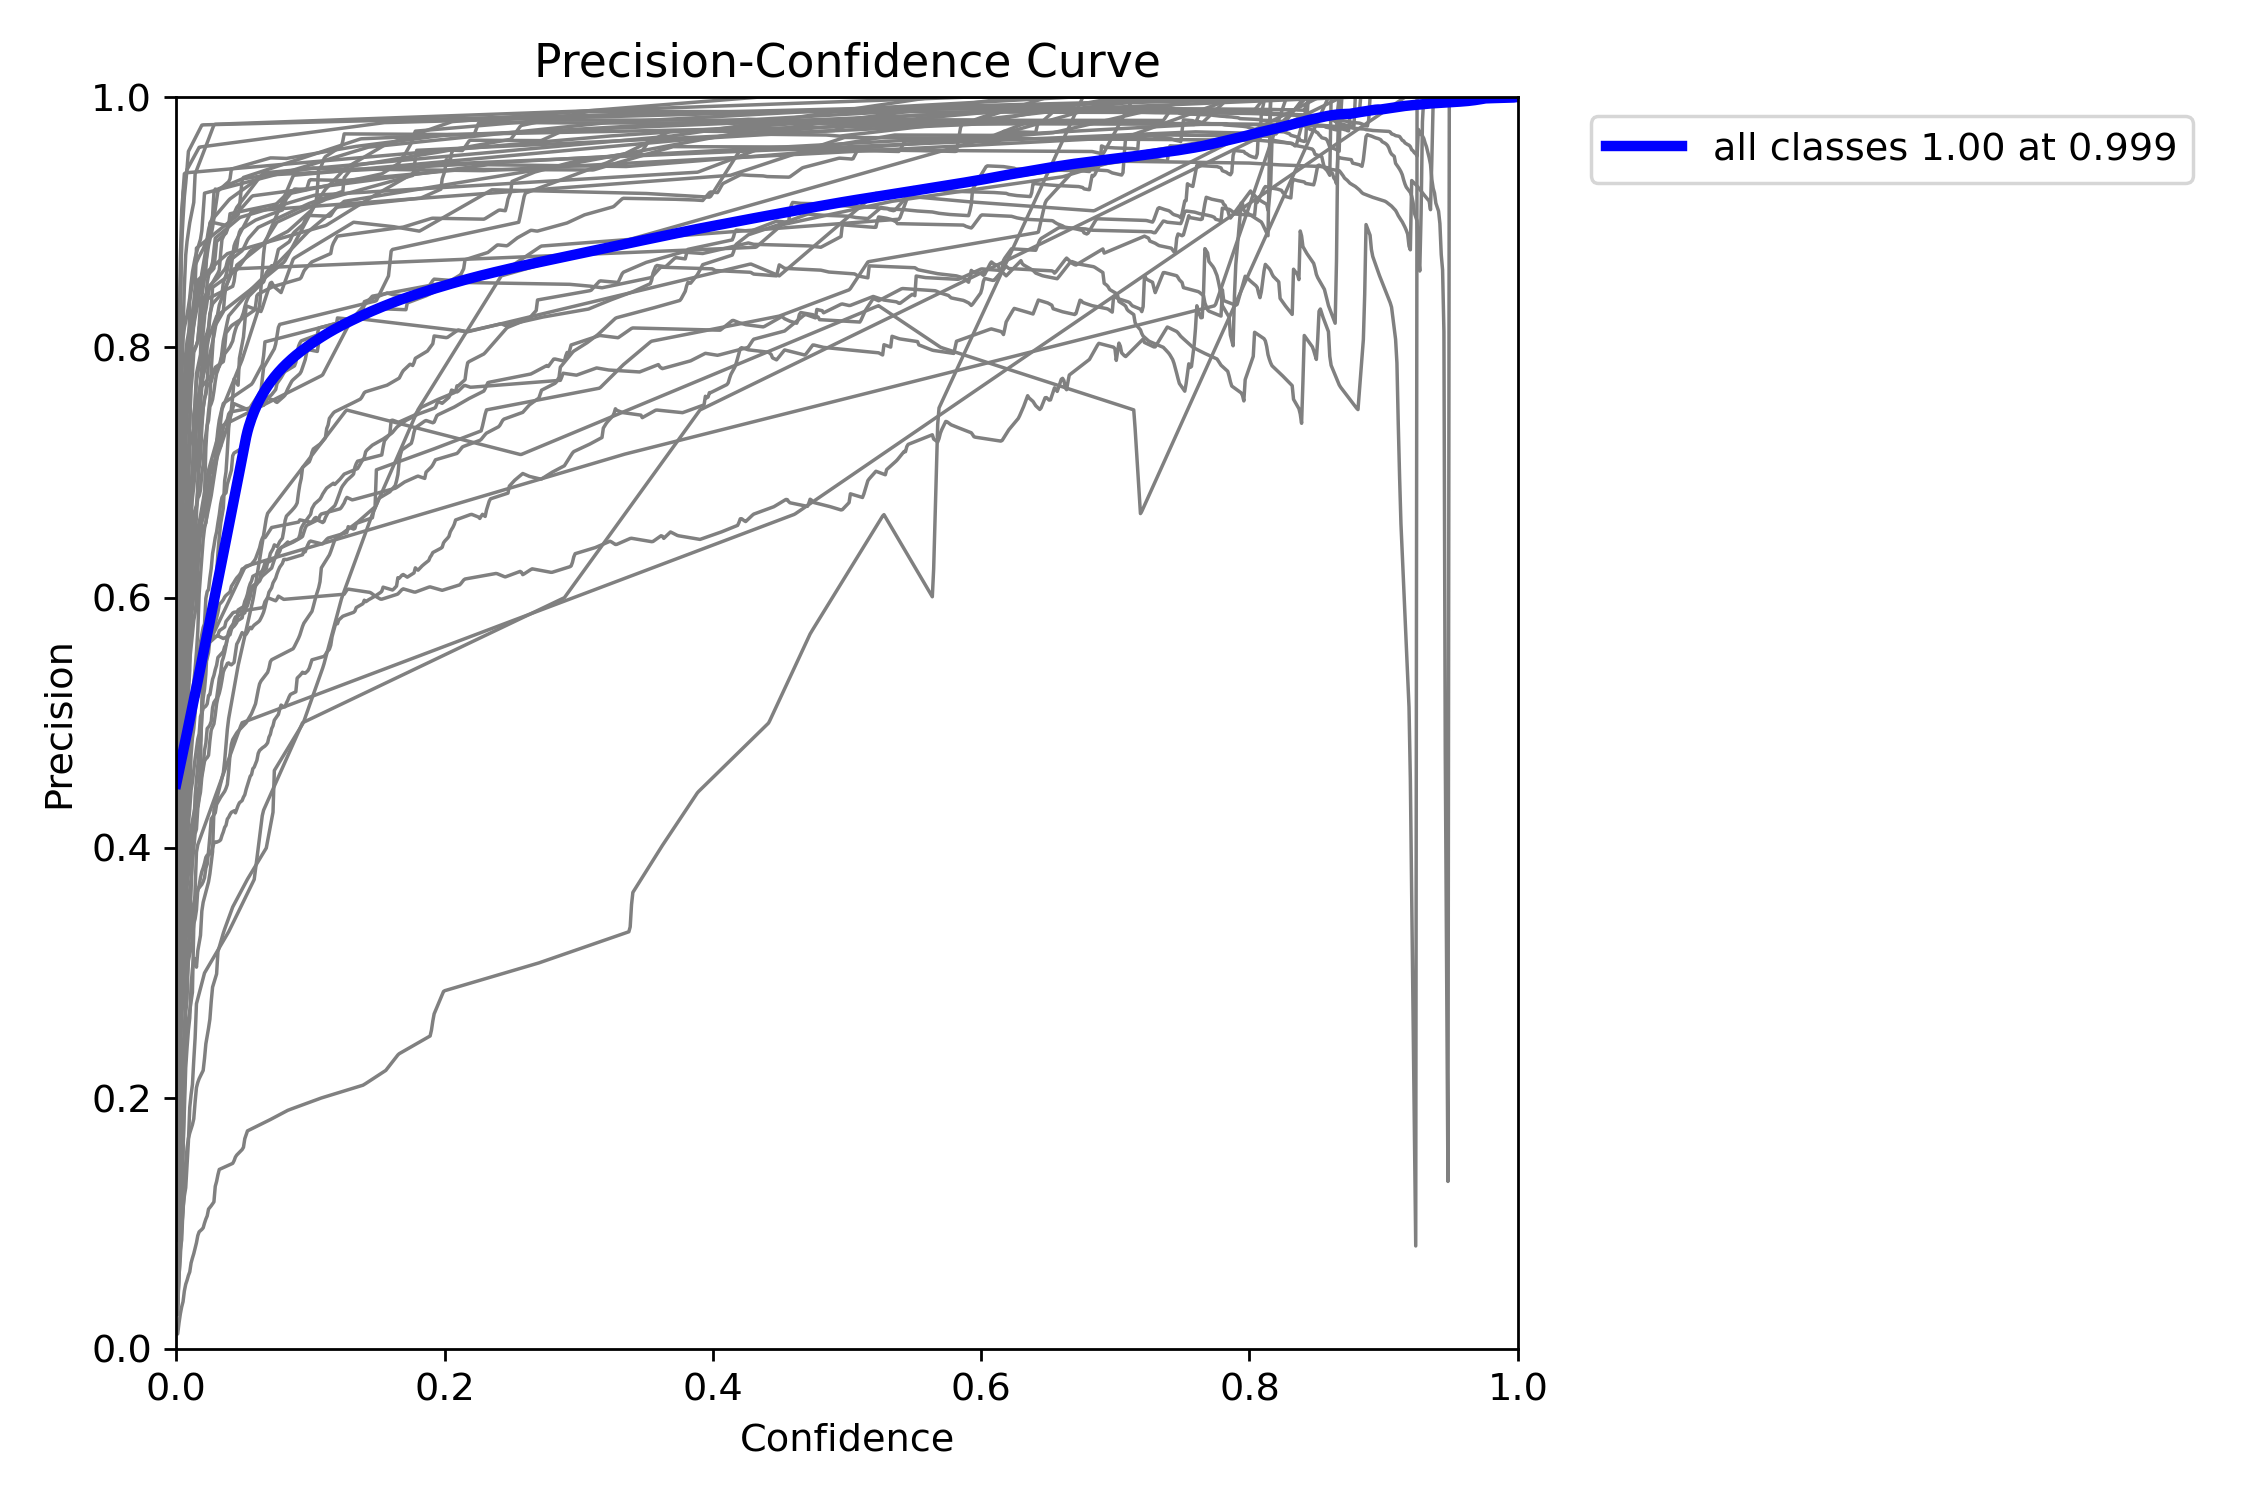 Precision-Confidence Curve
all classes 1.00 at 0.999
Precision
1.0
0.8
0.6
0.4
0.2
0.0
0.0 0.2 0.4 0.6 0.8 1.0
Confidence